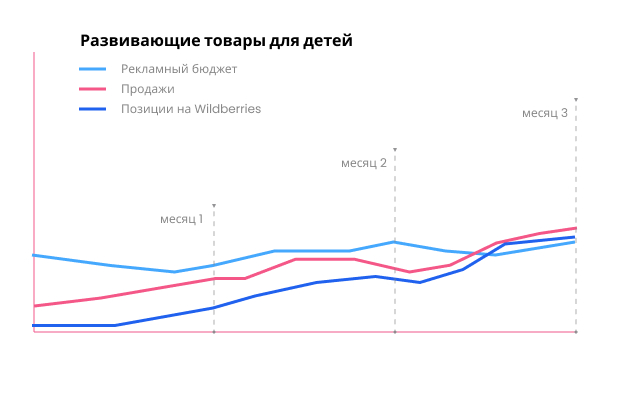 Развивающие товары для детей
Рекламный бюджет
Продажи
Позиции на Wildberries
месяц 3
месяц 2
месяц 1